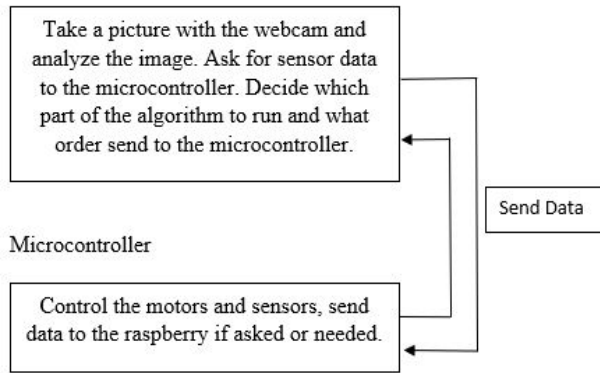 Take a picture with the webcam and
analyze the image. Ask for sensor data
to the microcontroller. Decide which
part of the algorithm to run and what
order send to the microcontroller.
Send Data
Microcontroller
Control the motors and sensors, send
data to the raspberry if asked or needed.